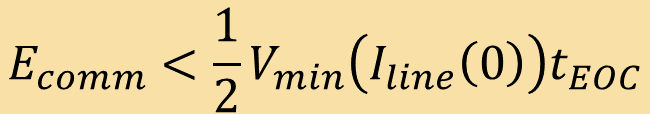 E_comm < 1/2 V_min(I_line(0))t_EOC